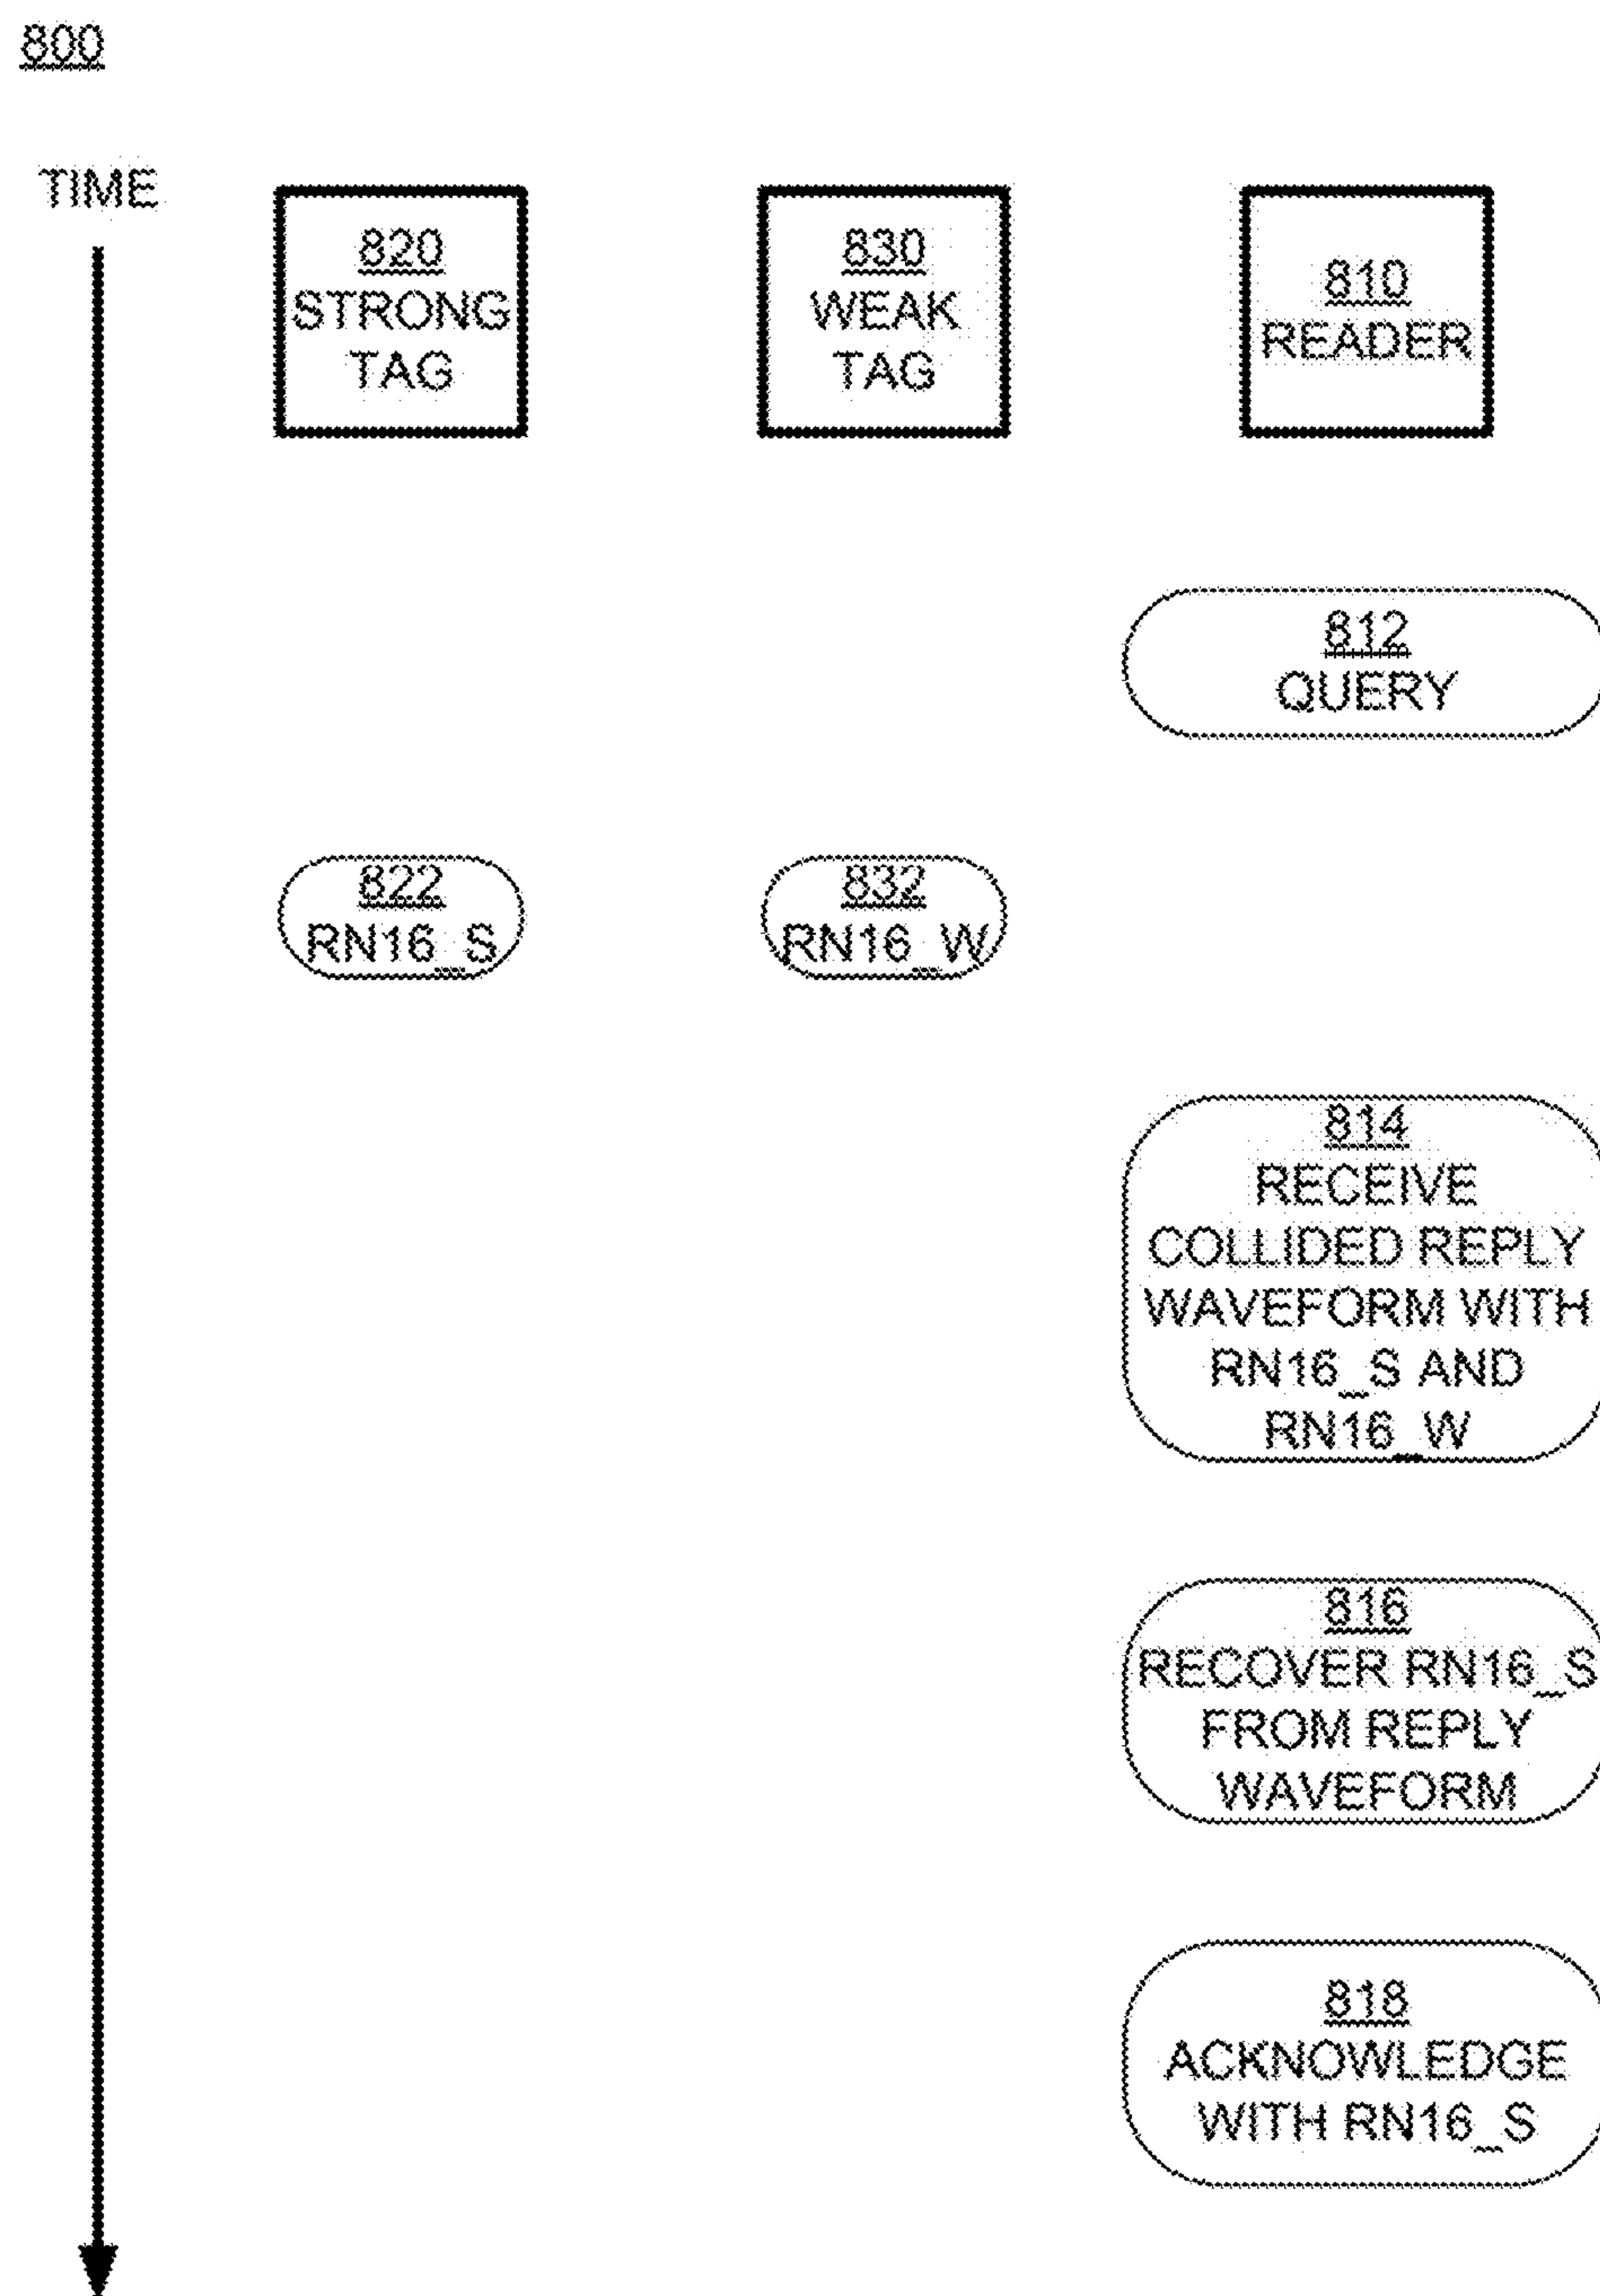 800
TIME
820
STRONG
TAG
830
WEAK
TAG
810
READER
812
QUERY
822
RN16_S
832
RN16_W
814
RECEIVE
COLLIDED REPLY
WAVEFORM WITH
RN16_S AND
RN16_W
816
RECOVER RN16_S
FROM REPLY
WAVEFORM
818
ACKNOWLEDGE
WITH RN16_S